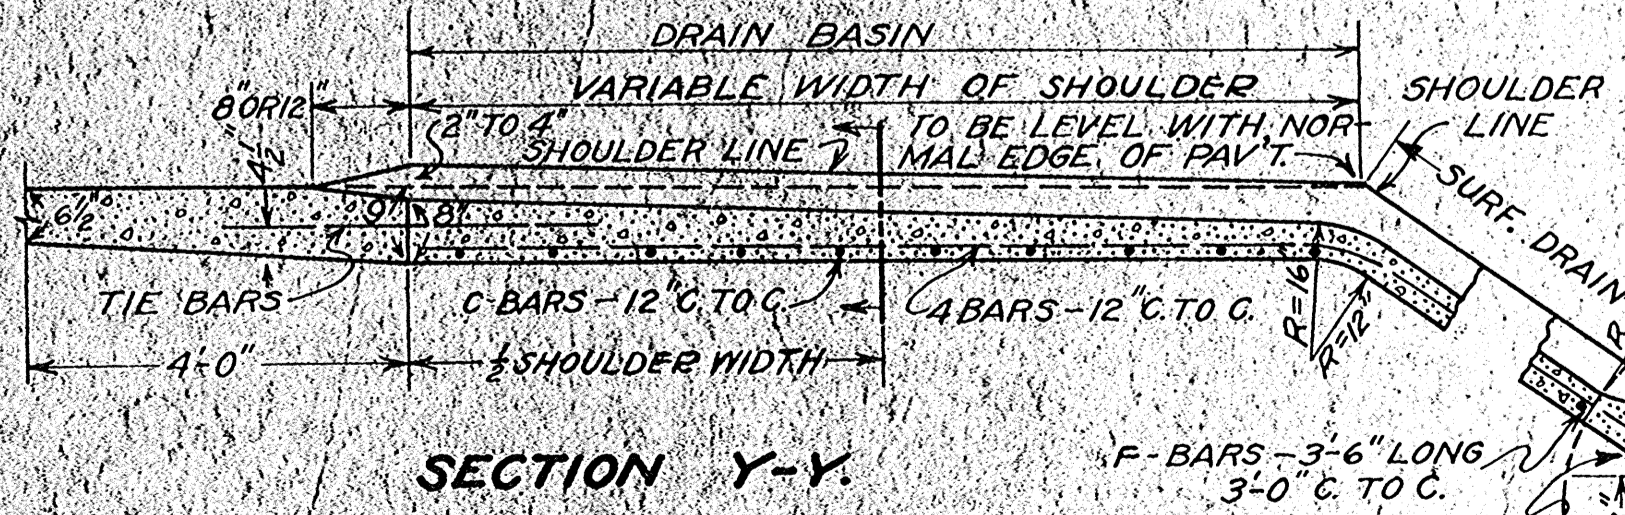 DRAIN BASIN
VARIABLE WIDTH OF SHOULDER
8" OR 12"
2" TO 4"
SHOULDER LINE
TO BE LEVEL WITH NOR-
MAL EDGE OF PAV'T.
SHOULDER
LINE
SURF. DRAIN
4½"
6½"
9"
8"
TIE BARS
C BARS - 12" C. TO C.
4 BARS - 12" C. TO C.
R=16"
R=12"
R
4'-0"
½ SHOULDER WIDTH
SECTION Y-Y.
F-BARS - 3'-6" LONG
3'-0" C. TO C.